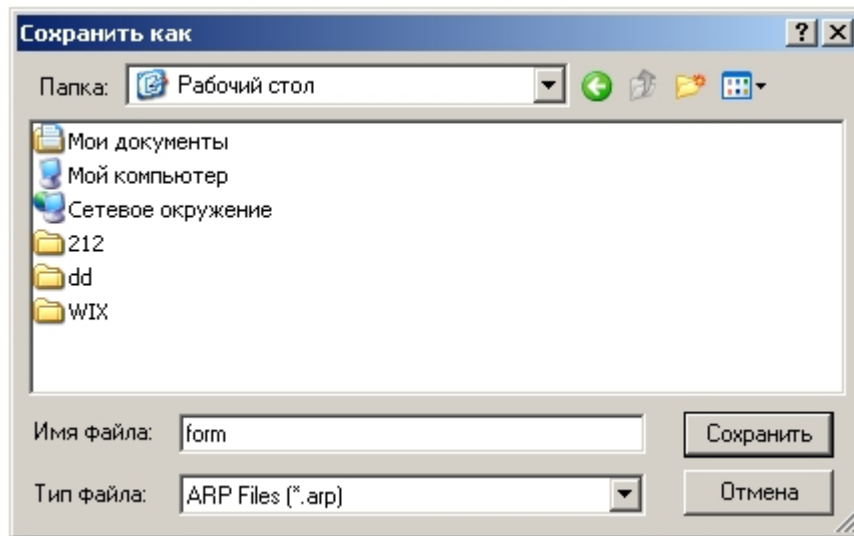 Сохранить как
Папка: Рабочий стол
Мои документы
Мой компьютер
Сетевое окружение
212
dd
WIX
Имя файла: form Сохранить
Тип файла: ARP Files (*.arp) Отмена